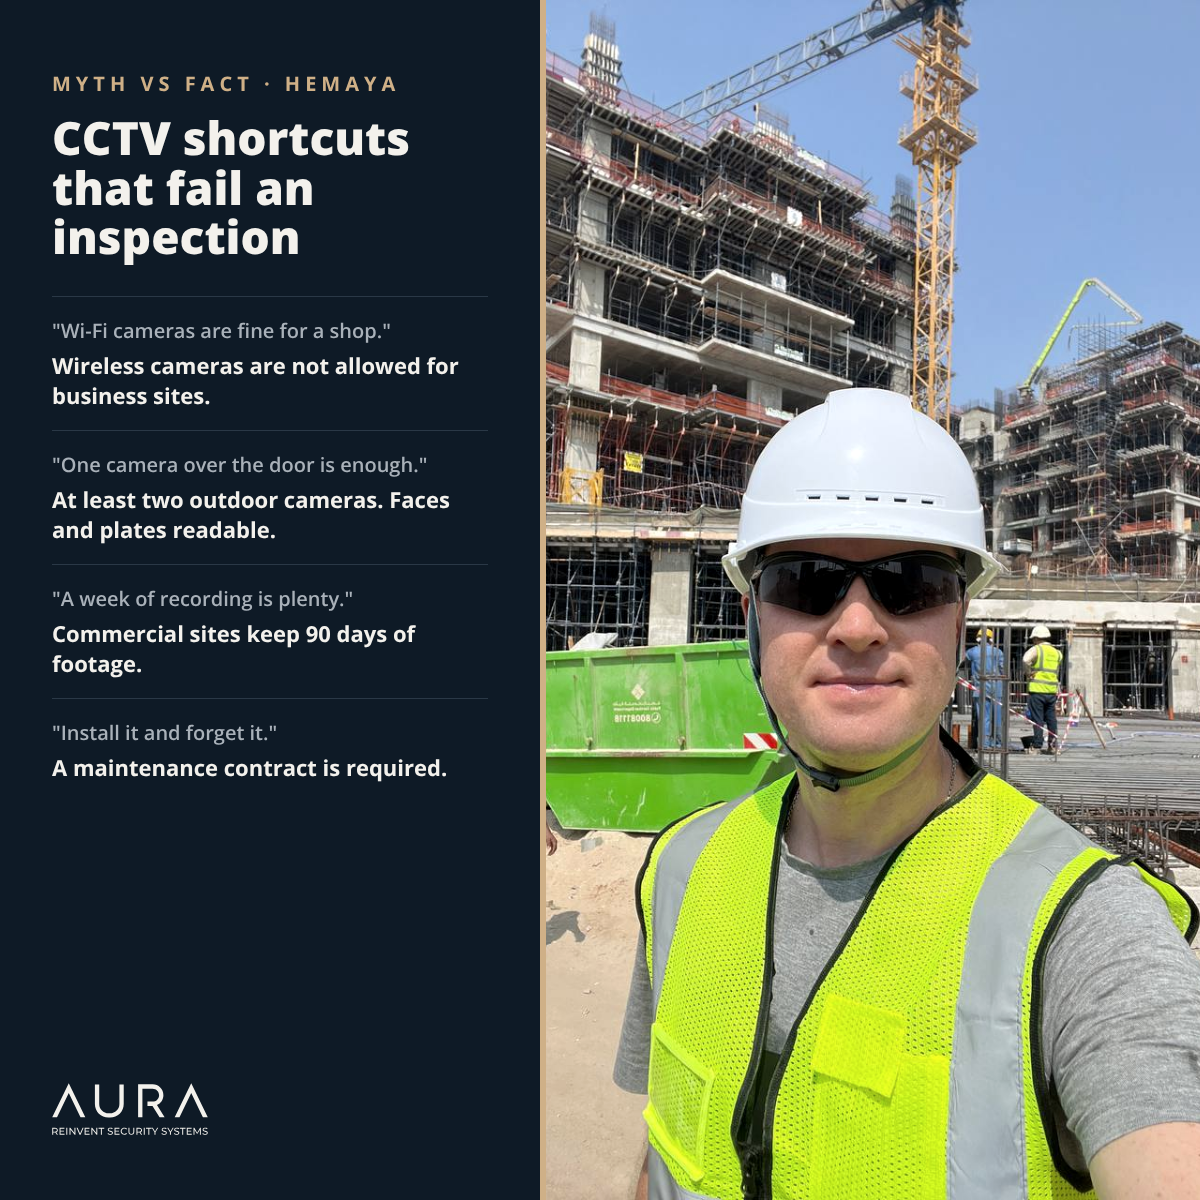 MYTH VS FACT · HEMAYA
CCTV shortcuts
that fail an
inspection
"Wi-Fi cameras are fine for a shop."
Wireless cameras are not allowed for
business sites.
"One camera over the door is enough."
At least two outdoor cameras. Faces
and plates readable.
"A week of recording is plenty."
Commercial sites keep 90 days of
footage.
"Install it and forget it."
A maintenance contract is required.
AURA
REINVENT SECURITY SYSTEMS
8007718